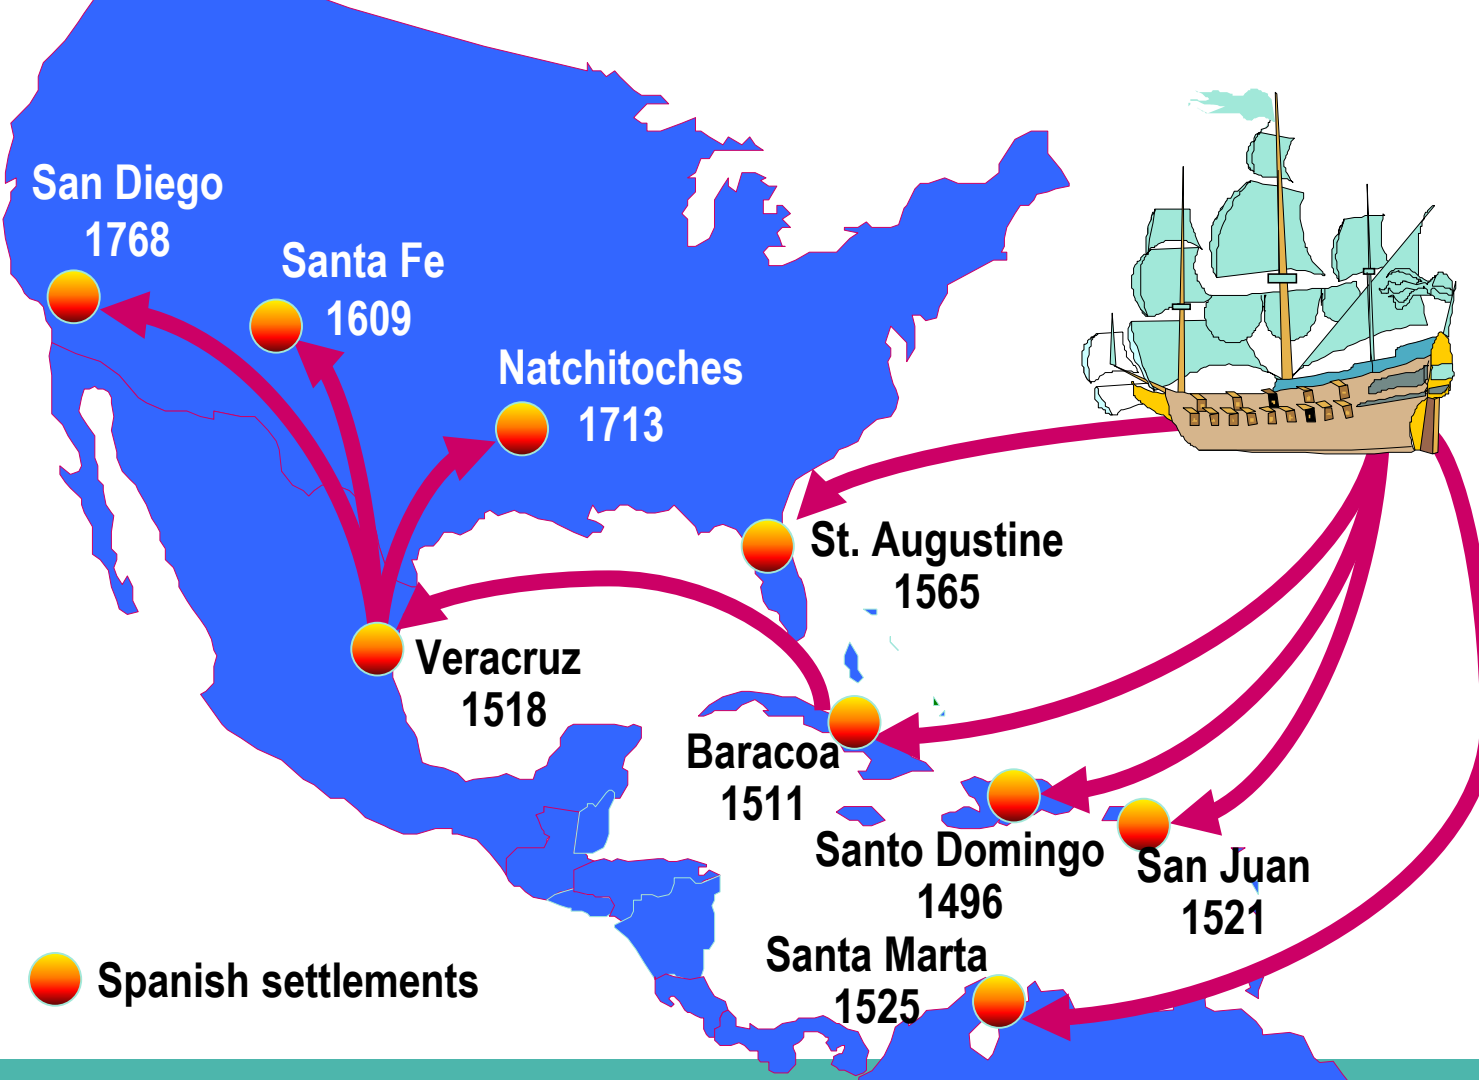 San Diego
1768
Santa Fe
1609
Natchitoches
1713
St. Augustine
1565
Veracruz
1518
Baracoa
1511
Santo Domingo
1496
San Juan
1521
Santa Marta
1525
Spanish settlements